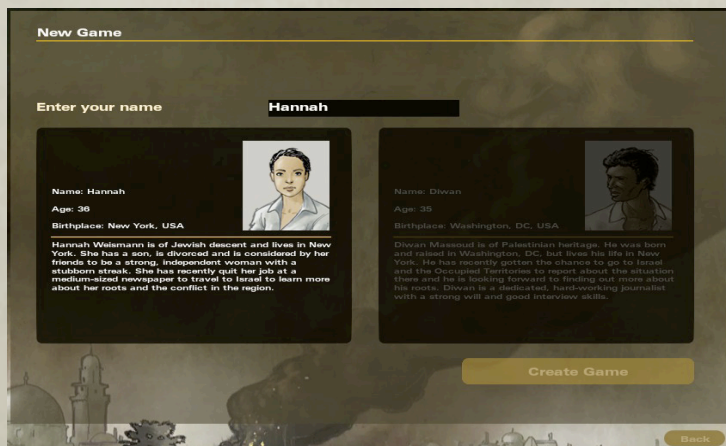 New Game
Enter your name
Hannah
Name: Hannah
Age: 36
Birthplace: New York, USA
Hannah Weismann is of Jewish descent and lives in New
York. She has a son, is divorced and is considered by her
friends to be a strong, independent woman with a
stubborn streak. She has recently quit her job at a
medium-sized newspaper to travel to Israel to learn more
about her roots and the conflict in the region.
Name: Diwan
Age: 35
Birthplace: Washington, DC, USA
Diwan Massoud is of Palestinian heritage. He was born
and raised in Washington, DC, but lives his life in New
York. He has recently gotten the chance to go to Israel
and the Occupied Territories to report about the situation
there and he is looking forward to finding out more about
his roots. Diwan is a dedicated, hard-working journalist
with a strong will and good interview skills.
Create Game
Back